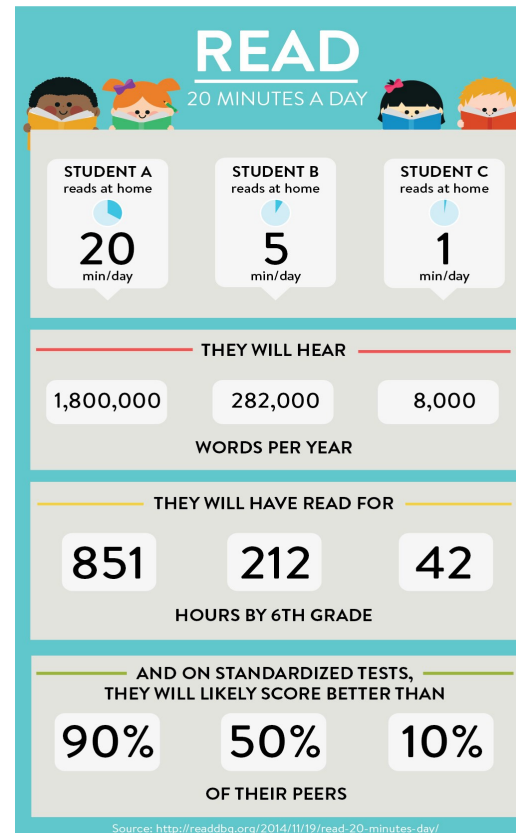 READ
20 MINUTES A DAY
STUDENT A
reads at home
20
min/day
STUDENT B
reads at home
5
min/day
STUDENT C
reads at home
1
min/day
THEY WILL HEAR
1,800,000 282,000 8,000
WORDS PER YEAR
THEY WILL HAVE READ FOR
851 212 42
HOURS BY 6TH GRADE
AND ON STANDARDIZED TESTS,
THEY WILL LIKELY SCORE BETTER THAN
90% 50% 10%
OF THEIR PEERS
Source: http://readdbq.org/2014/11/19/read-20-minutes-day/